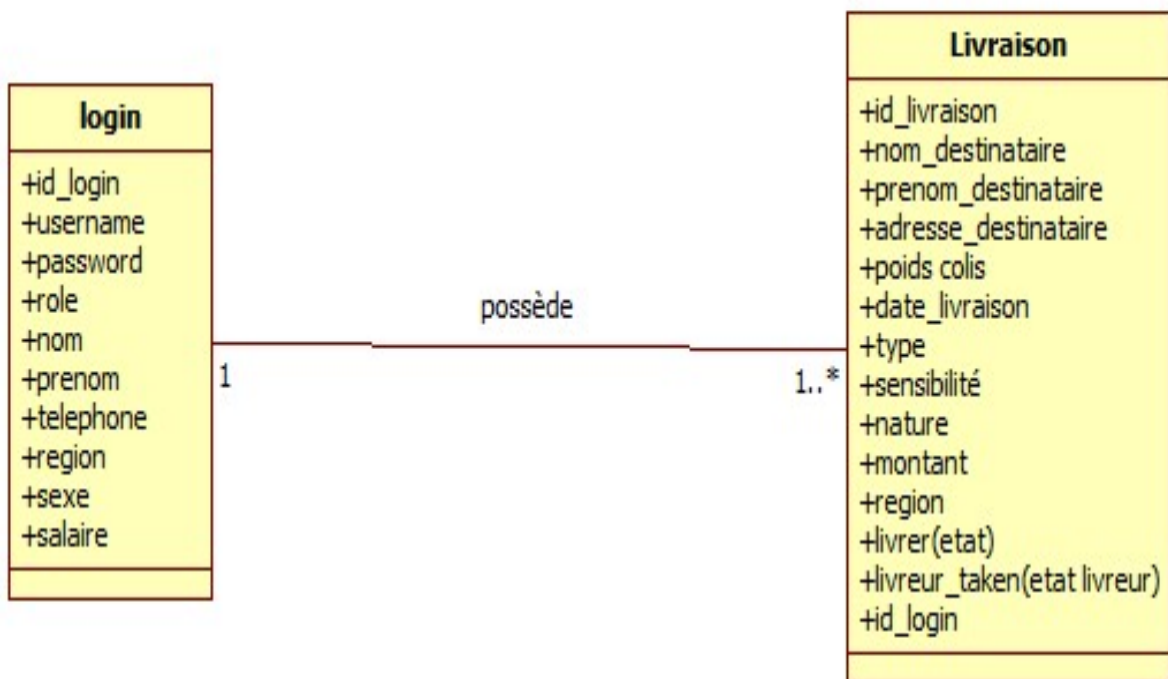 login
+id_login
+username
+password
+role
+nom
+prenom
+telephone
+region
+sexe
+salaire
possède
1
1..*
Livraison
+id_livraison
+nom_destinataire
+prenom_destinataire
+adresse_destinataire
+poids colis
+date_livraison
+type
+sensibilité
+nature
+montant
+region
+livrer(etat)
+livreur_taken(etat livreur)
+id_login